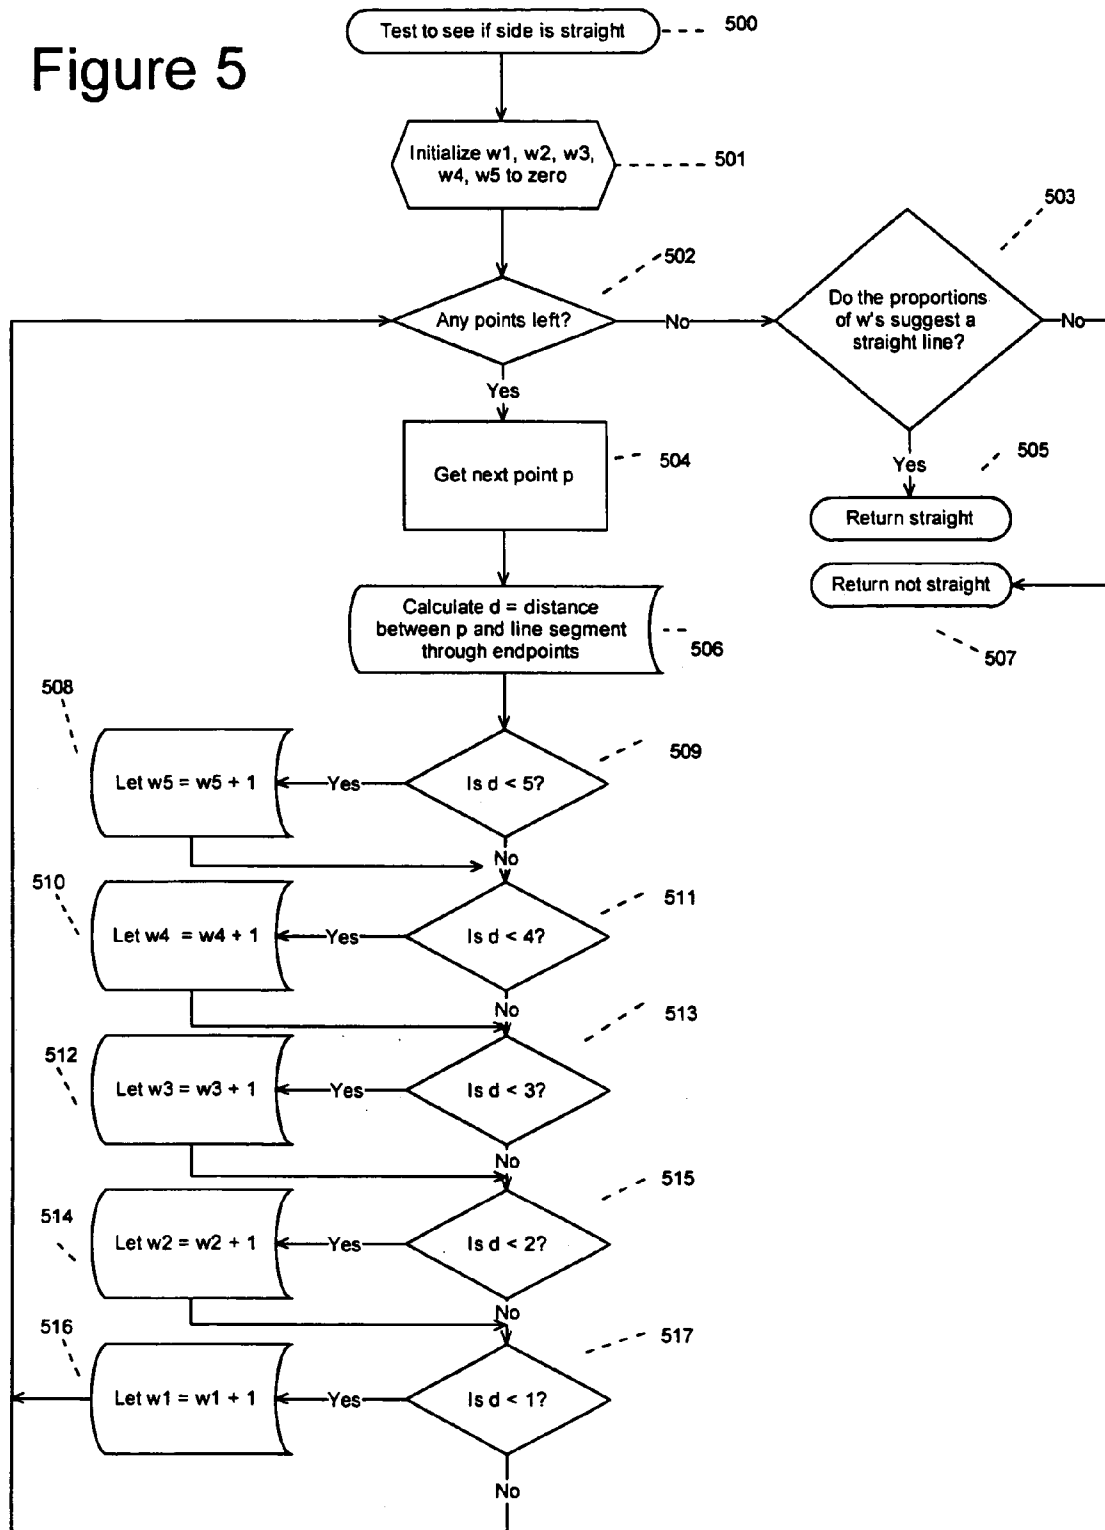 Figure 5
Test to see if side is straight
500
Initialize w1, w2, w3,
w4, w5 to zero
501
502
503
Any points left?
No
Do the proportions
of w's suggest a
straight line?
No
Yes
Yes
504
505
Get next point p
Return straight
Return not straight
Calculate d = distance
between p and line segment
through endpoints
506
507
508
509
Let w5 = w5 + 1
Yes
Is d < 5?
No
510
511
Let w4 = w4 + 1
Yes
Is d < 4?
No
513
512
Let w3 = w3 + 1
Yes
Is d < 3?
No
515
514
Let w2 = w2 + 1
Yes
Is d < 2?
No
516
517
Let w1 = w1 + 1
Yes
Is d < 1?
No